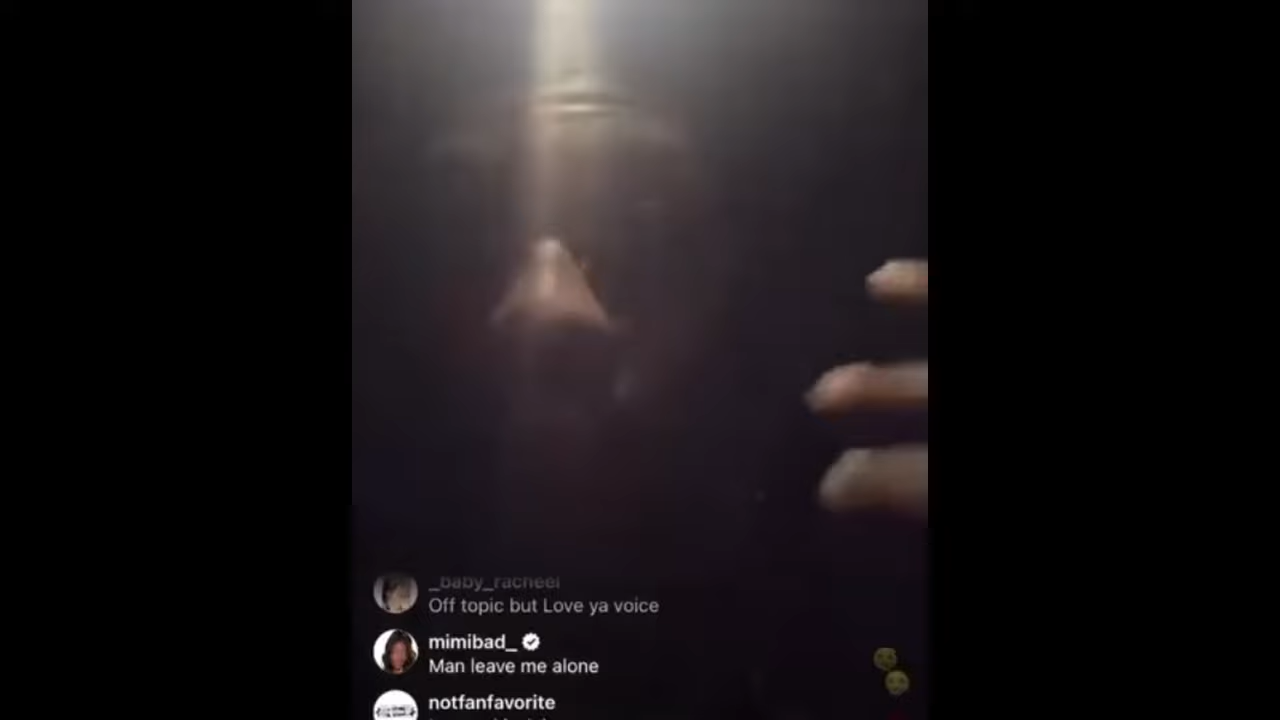 _baby_racheel
Off topic but Love ya voice
mimibad_
Man leave me alone
notfanfavorite